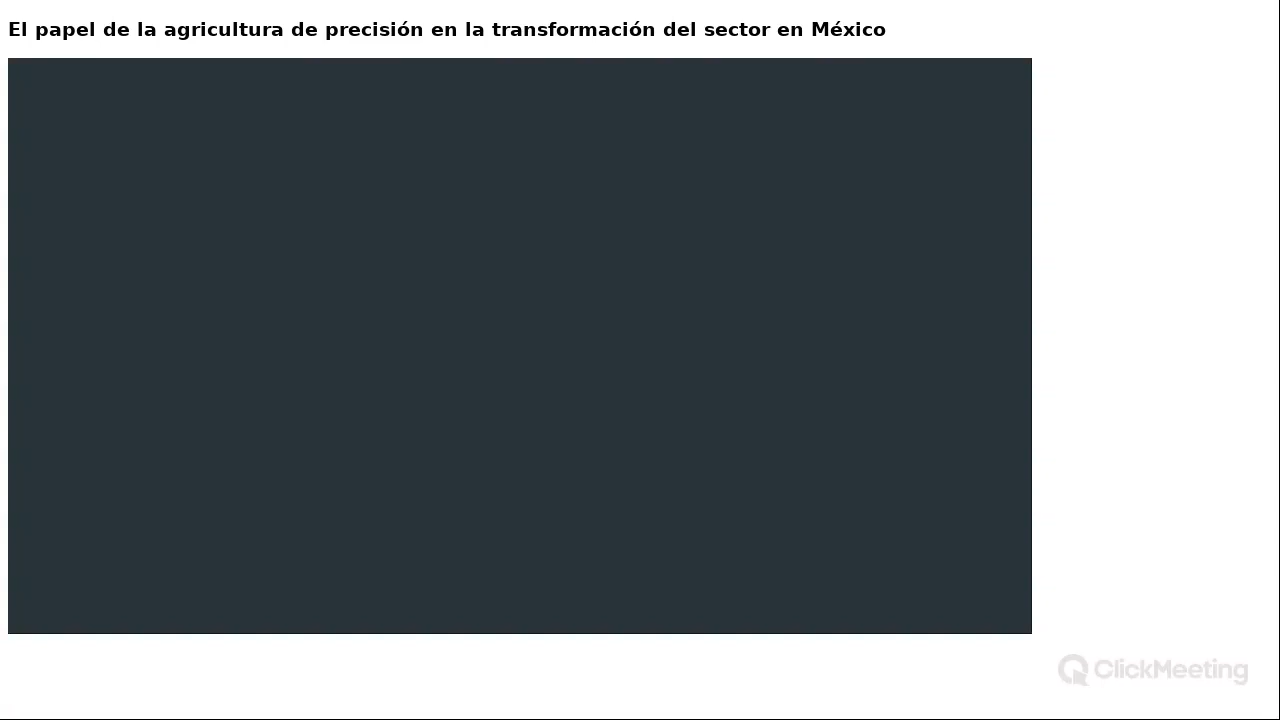 El papel de la agricultura de precisión en la transformación del sector en México
ClickMeeting